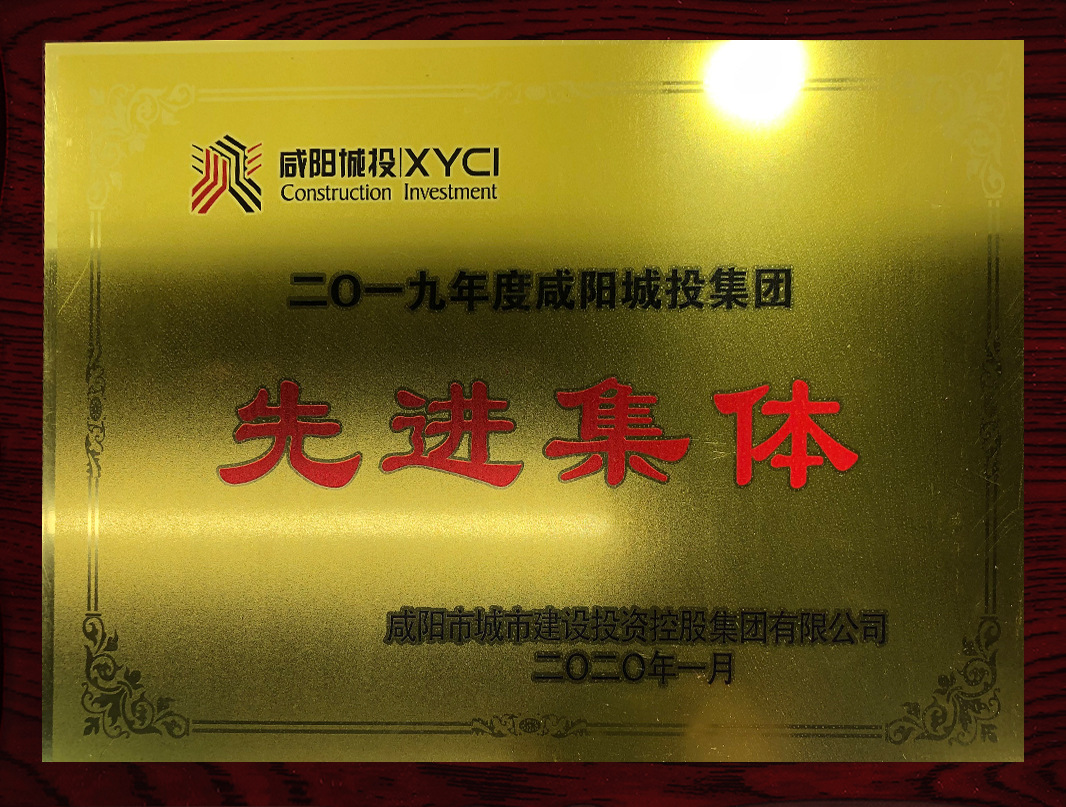 咸阳城投|XYCI
Construction Investment
二〇一九年度咸阳城投集团
先进集体
咸阳市城市建设投资控股集团有限公司
二〇二〇年一月